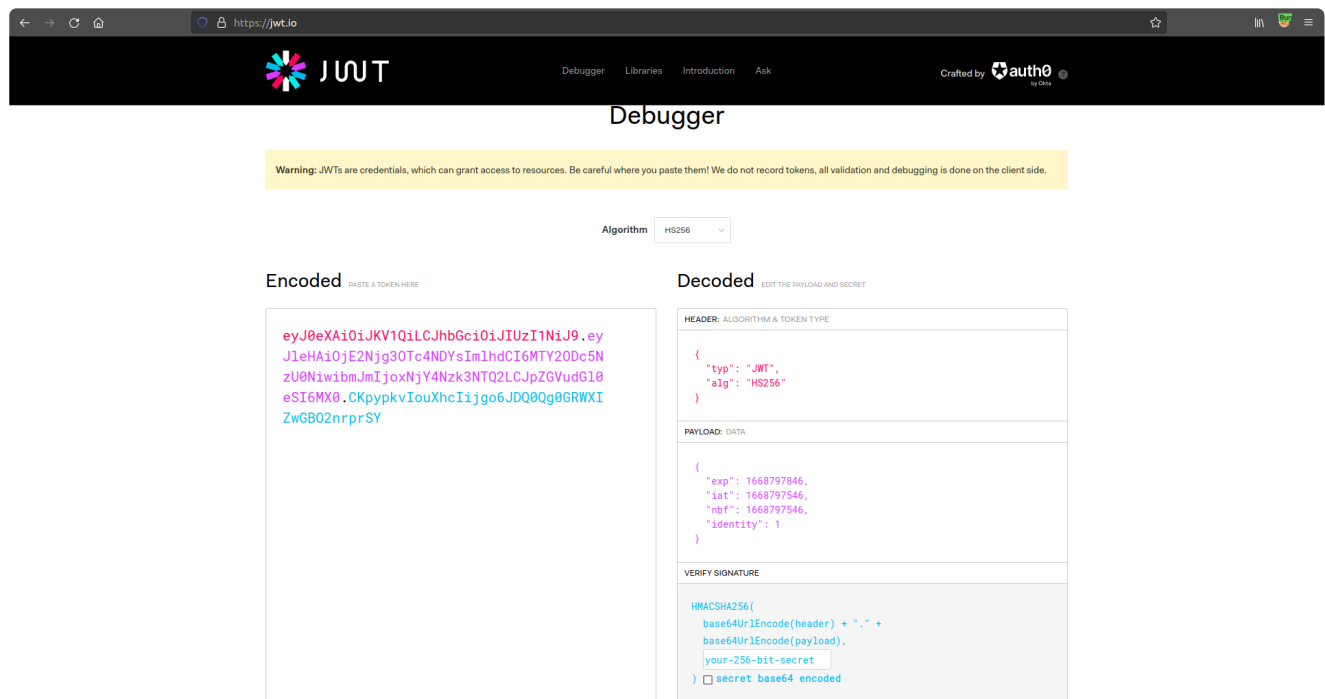 https://jwt.io
JWT
Debugger Libraries Introduction Ask
Crafted by auth0
by Okta
Debugger
Warning: JWTs are credentials, which can grant access to resources. Be careful where you paste them! We do not record tokens, all validation and debugging is done on the client side.
Algorithm HS256
Encoded PASTE A TOKEN HERE
eyJ0eXAiOiJKV1QiLCJhbGciOiJIUzI1NiJ9.ey
JleHAiOjE2Njg3OTc4NDYsImlhdCI6MTY2ODc5N
zU0NiwibmJmIjoxNjY4Nzk3NTQ2LCJpZGVudGl0
eSI6MX0.CKpypkvIouXhcIijgo6JDQ0Qg0GRWXI
ZwGBO2nrprSY
Decoded EDIT THE PAYLOAD AND SECRET
HEADER: ALGORITHM & TOKEN TYPE
{
"typ": "JWT",
"alg": "HS256"
}
PAYLOAD: DATA
{
"exp": 1668797846,
"iat": 1668797546,
"nbf": 1668797546,
"identity": 1
}
VERIFY SIGNATURE
HMACSHA256(
base64UrlEncode(header) + "." +
base64UrlEncode(payload),
your-256-bit-secret
) secret base64 encoded